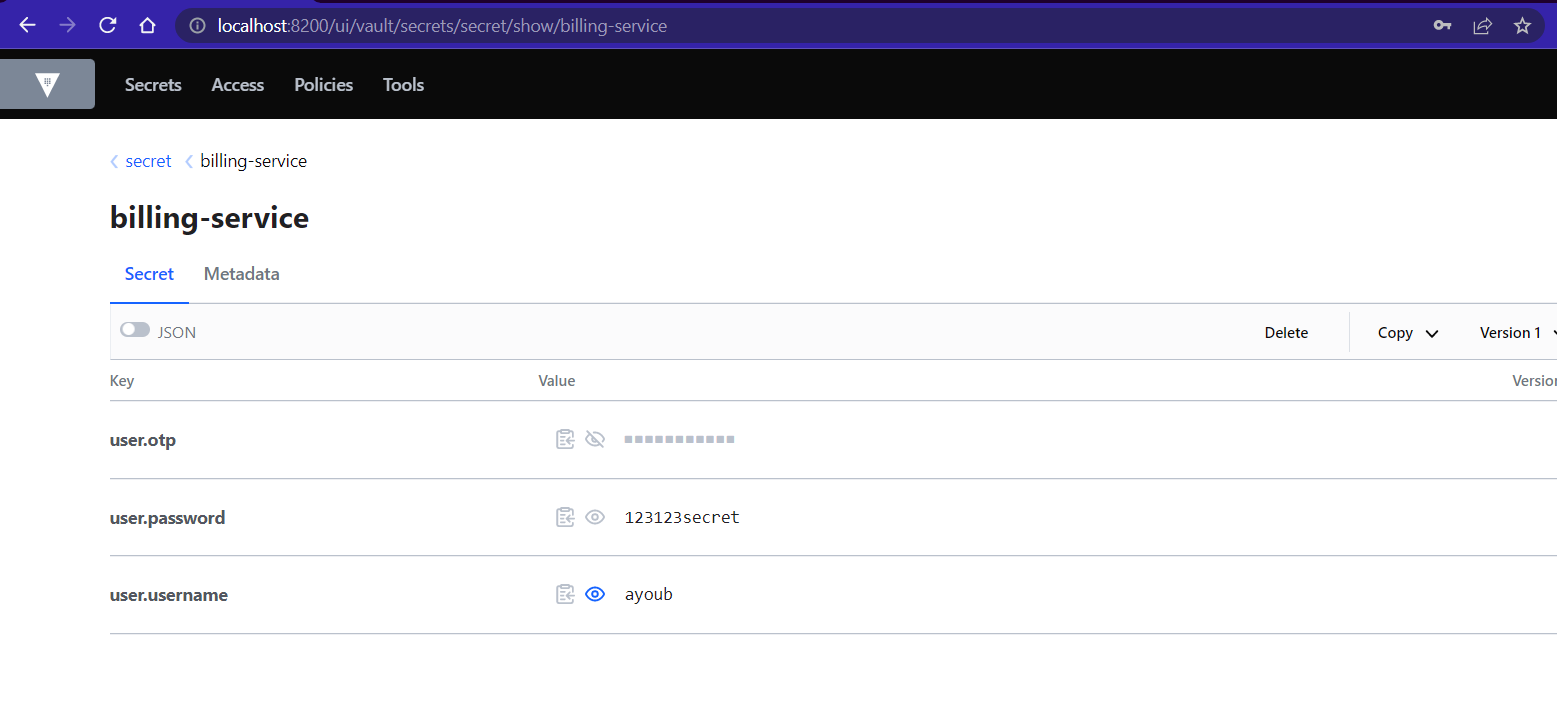 localhost:8200/ui/vault/secrets/secret/show/billing-service
Secrets Access Policies Tools
secret billing-service
billing-service
Secret Metadata
JSON Delete Copy Version 1
Key Value
user.otp
user.password 123123secret
user.username ayoub